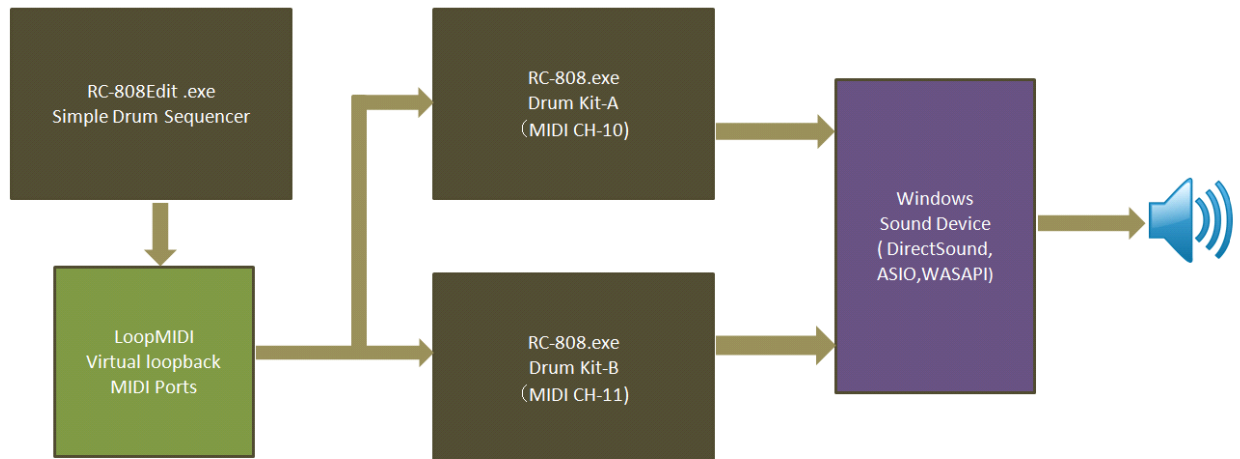 RC-808Edit .exe
Simple Drum Sequencer
LoopMIDI
Virtual loopback
MIDI Ports
RC-808.exe
Drum Kit-A
（MIDI CH-10)
RC-808.exe
Drum Kit-B
（MIDI CH-11)
Windows
Sound Device
( DirectSound,
ASIO,WASAPI)